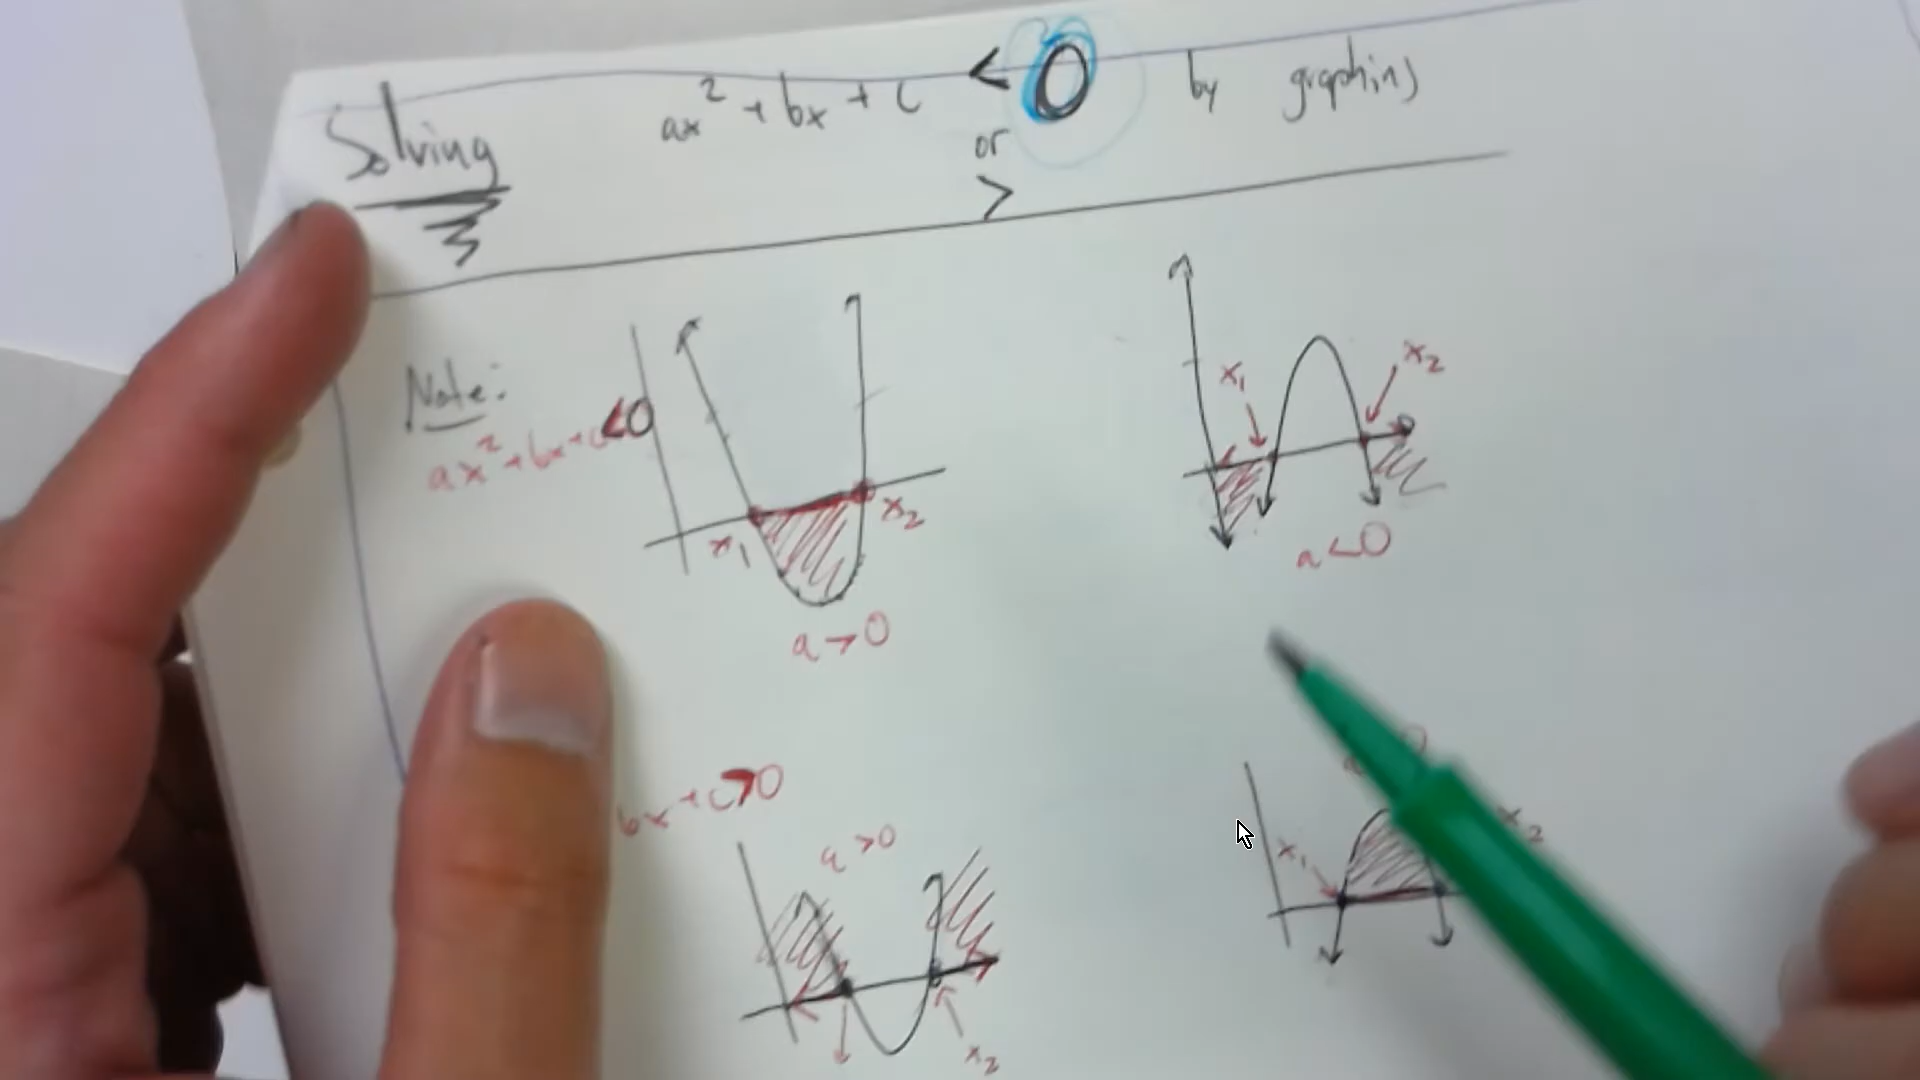 Solving ax² + bx + c < 0 by graphing
or
>
Note:
ax² + bx + c <0
x₁
x₂
a > 0
x₁
x₂
a < 0
bx + c >0
a >0
x₂
x₁
x₂